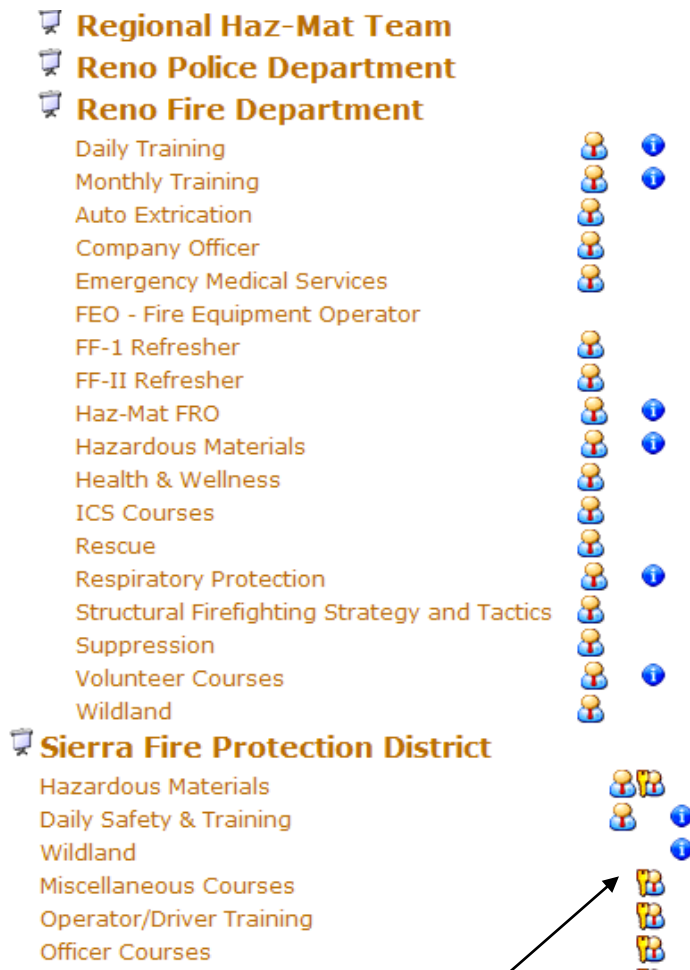 Regional Haz-Mat Team
Reno Police Department
Reno Fire Department
Daily Training
Monthly Training
Auto Extrication
Company Officer
Emergency Medical Services
FEO - Fire Equipment Operator
FF-1 Refresher
FF-II Refresher
Haz-Mat FRO
Hazardous Materials
Health & Wellness
ICS Courses
Rescue
Respiratory Protection
Structural Firefighting Strategy and Tactics
Suppression
Volunteer Courses
Wildland
Sierra Fire Protection District
Hazardous Materials
Daily Safety & Training
Wildland
Miscellaneous Courses
Operator/Driver Training
Officer Courses